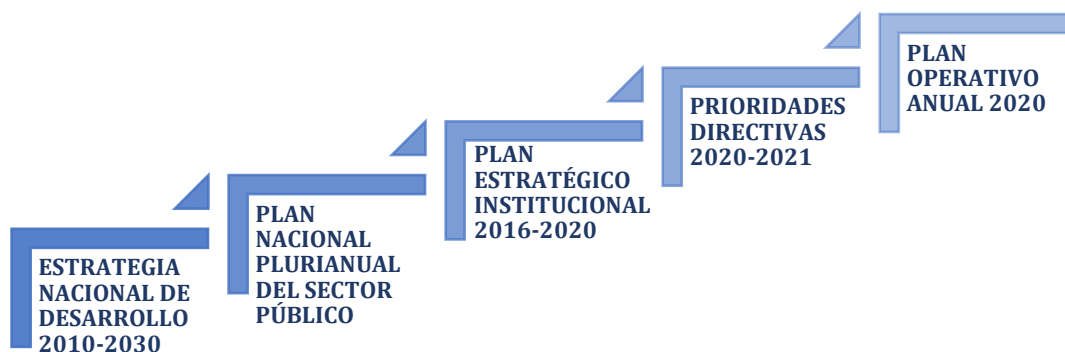 ESTRATEGIA
NACIONAL DE
DESARROLLO
2010-2030
PLAN
NACIONAL
PLURIANUAL
DEL SECTOR
PÚBLICO
PLAN
ESTRATÉGICO
INSTITUCIONAL
2016-2020
PRIORIDADES
DIRECTIVAS
2020-2021
PLAN
OPERATIVO
ANUAL 2020